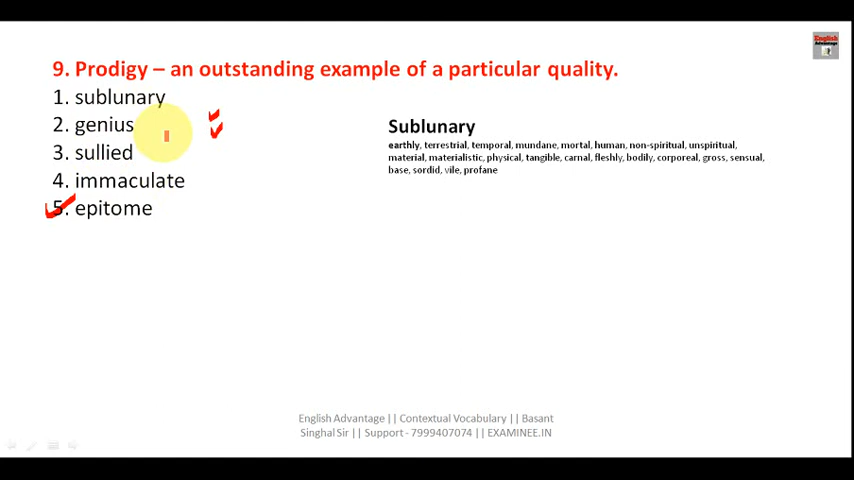 English
Advantage
9. Prodigy – an outstanding example of a particular quality.
1. sublunary
2. genius
3. sullied
4. immaculate
5. epitome
Sublunary
earthly, terrestrial, temporal, mundane, mortal, human, non-spiritual, unspiritual,
material, materialistic, physical, tangible, carnal, fleshly, bodily, corporeal, gross, sensual,
base, sordid, vile, profane
English Advantage || Contextual Vocabulary || Basant
Singhal Sir || Support - 7999407074 || EXAMINEE.IN